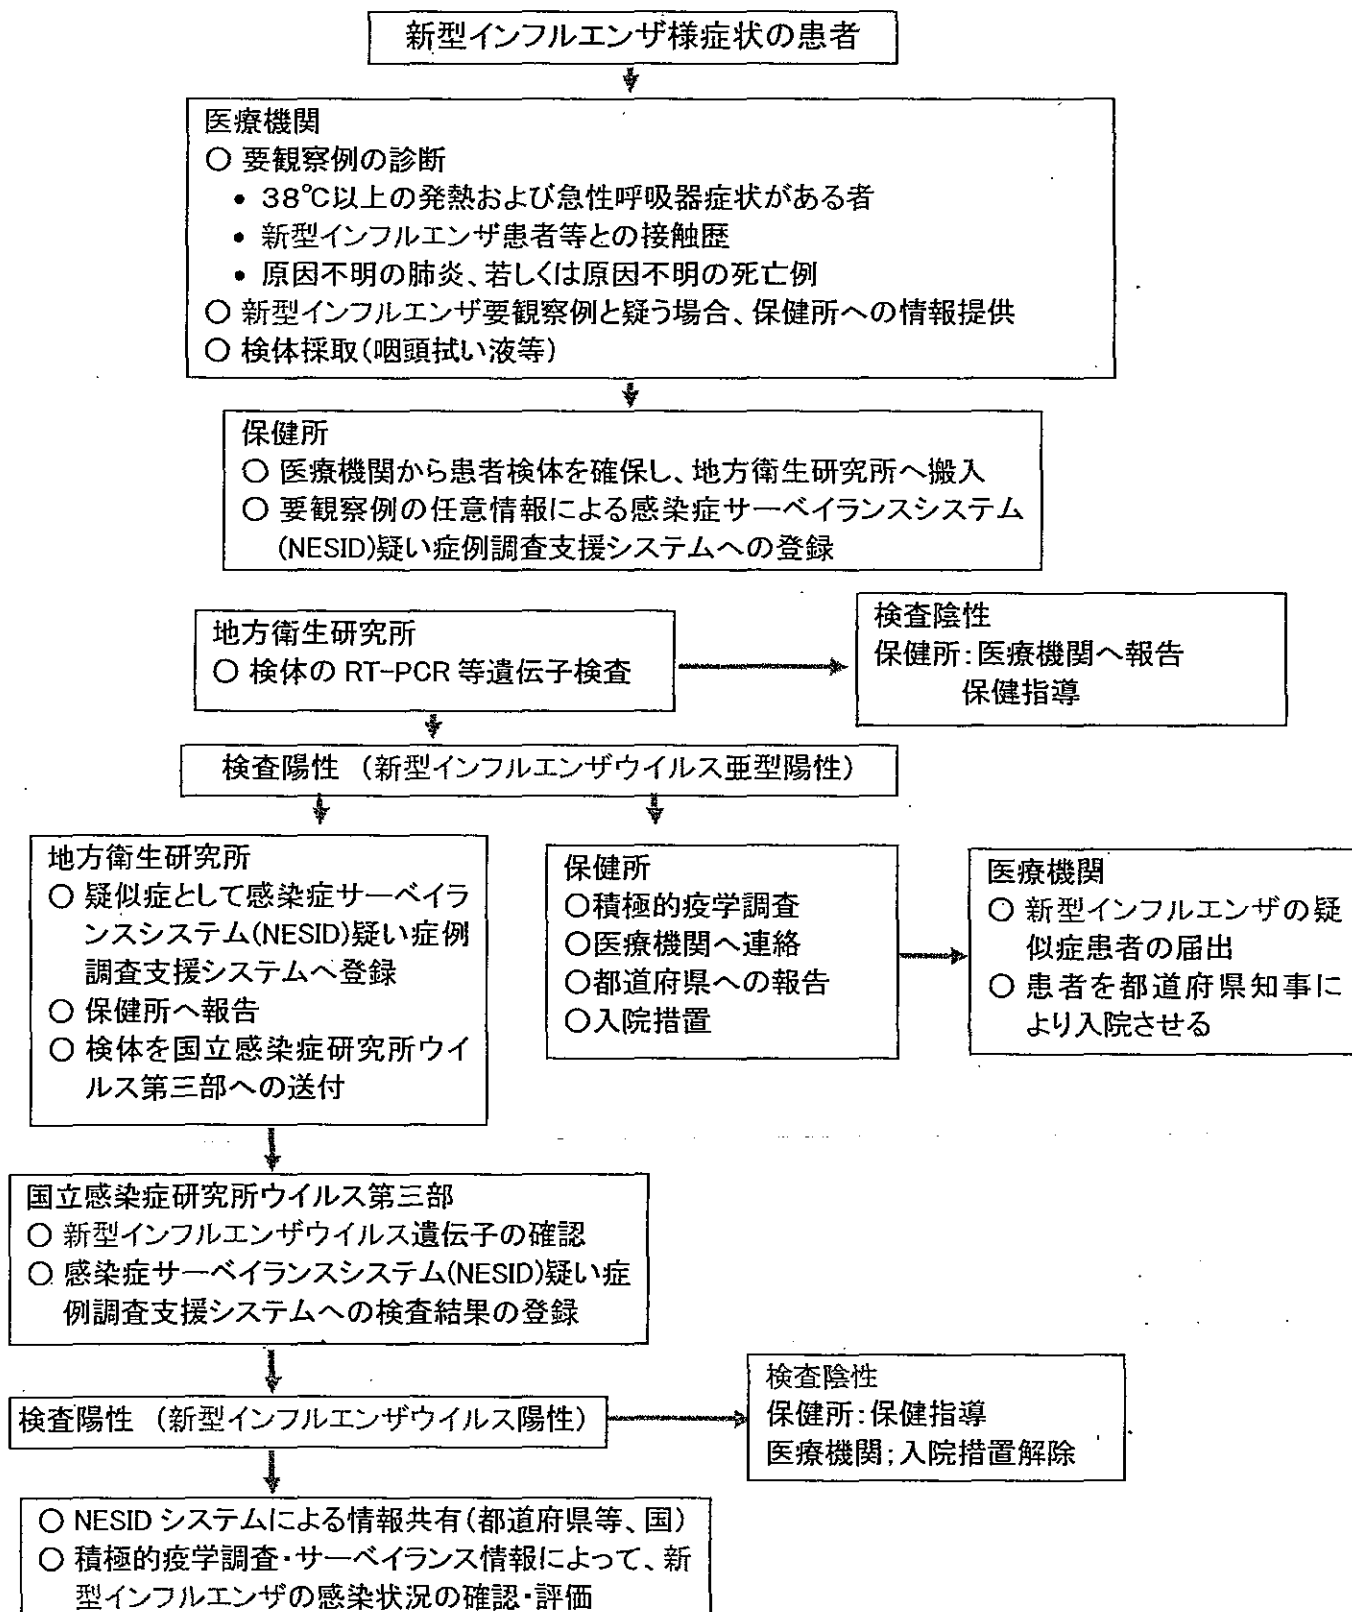 新型インフルエンザ様症状の患者
医療機関
○ 要観察例の診断
• 38℃以上の発熱および急性呼吸器症状がある者
• 新型インフルエンザ患者等との接触歴
• 原因不明の肺炎、若しくは原因不明の死亡例
○ 新型インフルエンザ要観察例と疑う場合、保健所への情報提供
○ 検体採取(咽頭拭い液等)
保健所
○ 医療機関から患者検体を確保し、地方衛生研究所へ搬入
○ 要観察例の任意情報による感染症サーベイランスシステム
(NESID)疑い症例調査支援システムへの登録
地方衛生研究所
○ 検体の RT-PCR 等遺伝子検査
検査陰性
保健所:医療機関へ報告
保健指導
検査陽性 (新型インフルエンザウイルス亜型陽性)
地方衛生研究所
○ 疑似症として感染症サーベイラ
ンスシステム(NESID)疑い症例
調査支援システムへ登録
○ 保健所へ報告
○ 検体を国立感染症研究所ウイ
ルス第三部への送付
保健所
○積極的疫学調査
○医療機関へ連絡
○都道府県への報告
○入院措置
医療機関
○ 新型インフルエンザの疑
似症患者の届出
○ 患者を都道府県知事に
より入院させる
国立感染症研究所ウイルス第三部
○ 新型インフルエンザウイルス遺伝子の確認
○ 感染症サーベイランスシステム(NESID)疑い症
例調査支援システムへの検査結果の登録
検査陽性 (新型インフルエンザウイルス陽性)
検査陰性
保健所:保健指導
医療機関;入院措置解除
○ NESID システムによる情報共有(都道府県等、国)
○ 積極的疫学調査・サーベイランス情報によって、新
型インフルエンザの感染状況の確認・評価